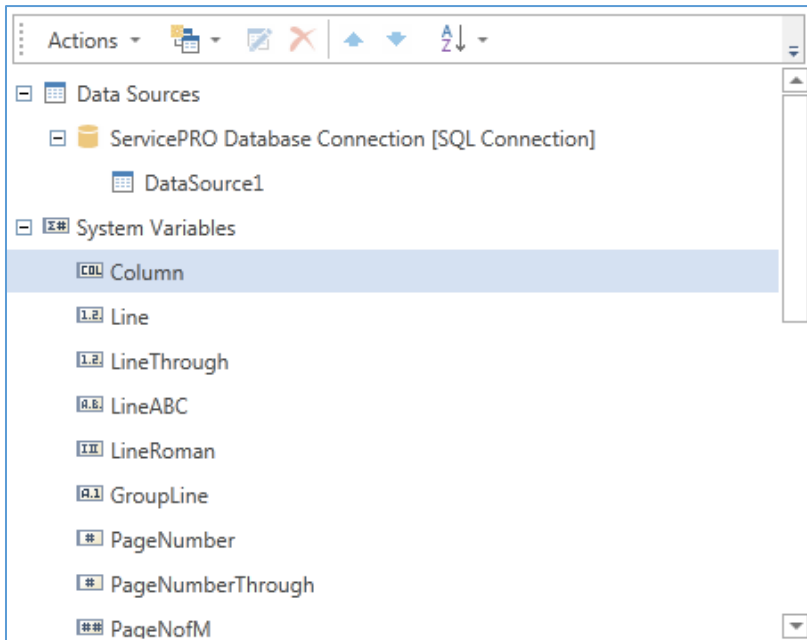 Actions
Data Sources
ServicePRO Database Connection [SQL Connection]
DataSource1
System Variables
Column
Line
LineThrough
LineABC
LineRoman
GroupLine
PageNumber
PageNumberThrough
PageNofM